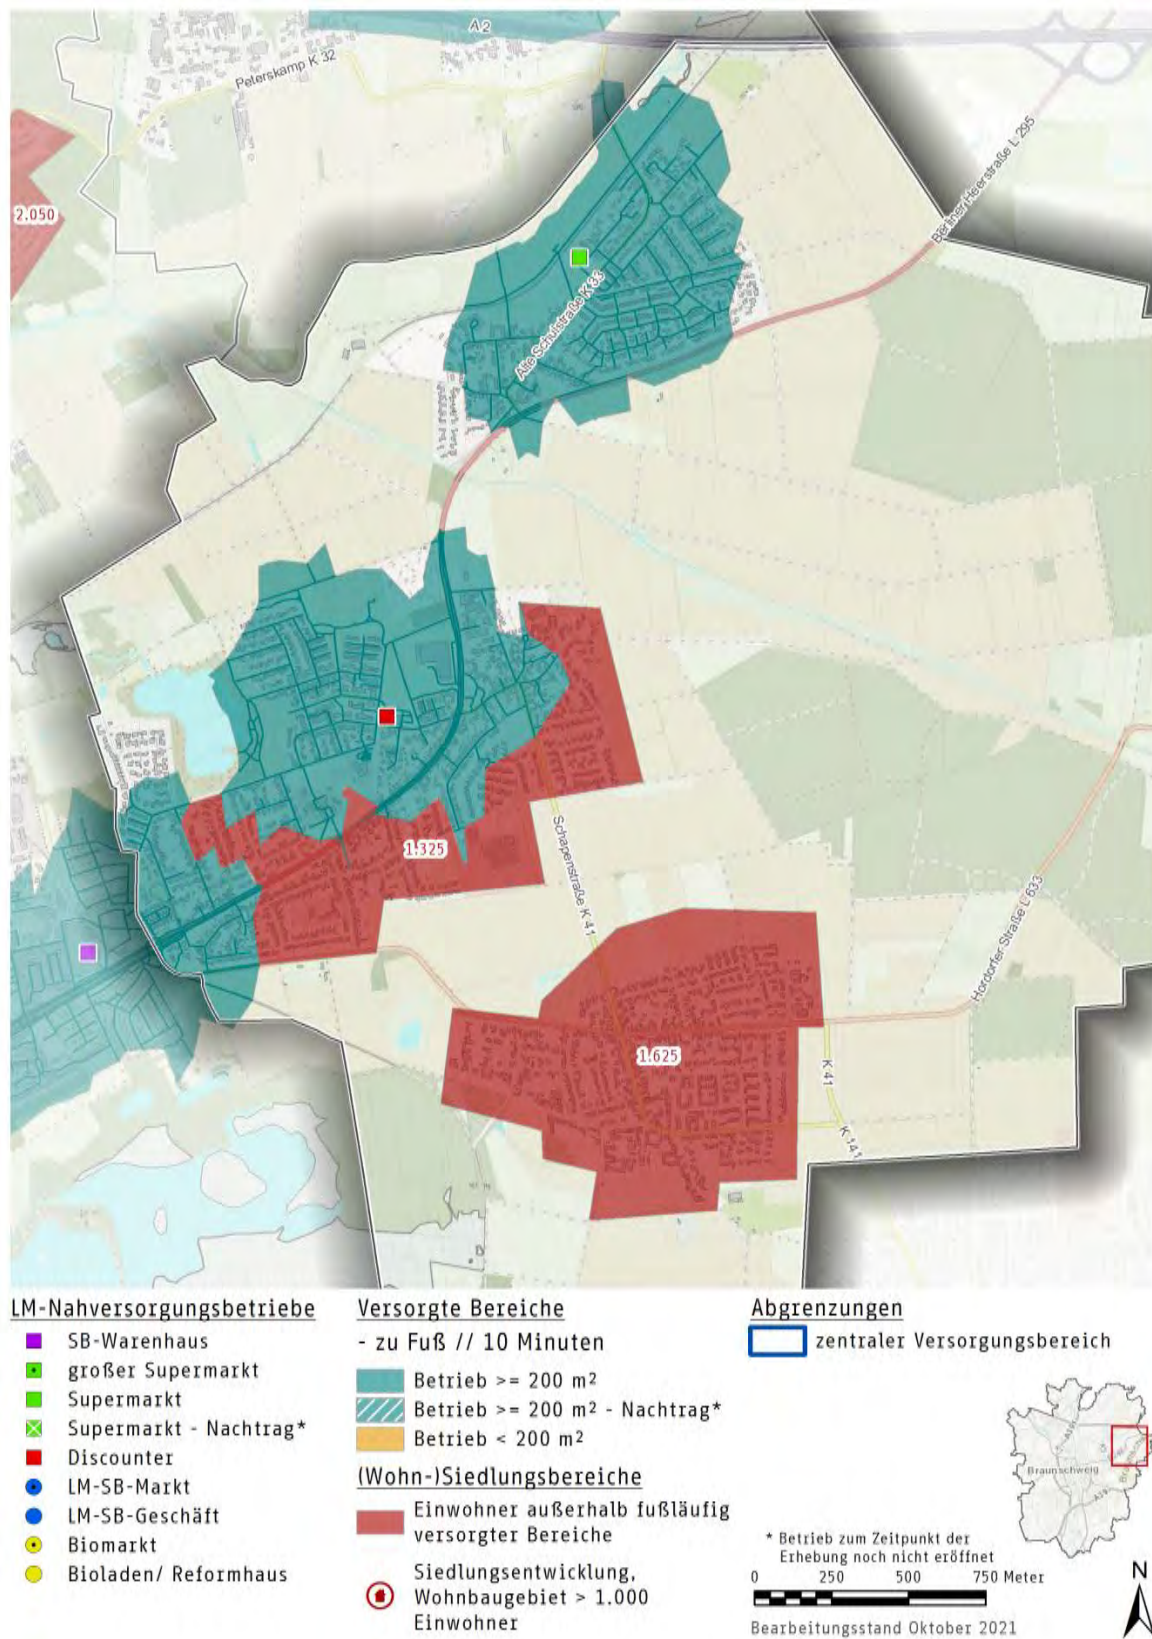 A 2
Peterskamp K 32
Berliner Heerstraße L 295
2.050
Alte Schulstraße K 33
1.325
Schapenstraße K 41
Hordorfer Straße L 633
1.625
K 41
K 141
LM-Nahversorgungsbetriebe
SB-Warenhaus
großer Supermarkt
Supermarkt
Supermarkt - Nachtrag*
Discounter
LM-SB-Markt
LM-SB-Geschäft
Biomarkt
Bioladen/ Reformhaus
Versorgte Bereiche
- zu Fuß // 10 Minuten
Betrieb >= 200 m²
Betrieb >= 200 m² - Nachtrag*
Betrieb < 200 m²
(Wohn-)Siedlungsbereiche
Einwohner außerhalb fußläufig
versorgter Bereiche
Siedlungsentwicklung,
Wohnbaugebiet > 1.000
Einwohner
Abgrenzungen
zentraler Versorgungsbereich
Braunschweig
* Betrieb zum Zeitpunkt der
Erhebung noch nicht eröffnet
0 250 500 750 Meter
N
Bearbeitungsstand Oktober 2021